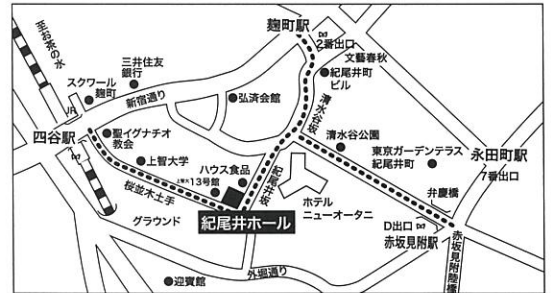 麹町駅
2番出口
文藝春秋
紀尾井町
ビル
至お茶の水
三井住友
銀行
スクワール
麹町
新宿通り
弘済会館
清水谷坂
JR
四谷駅
聖イグナチオ
教会
上智大学
清水谷公園
東京ガーデンテラス
紀尾井町
永田町駅
7番出口
ハウス食品
上智大13号館
紀尾井坂
桜並木土手
ホテル
ニューオータニ
弁慶橋
グラウンド
紀尾井ホール
D出口
赤坂見附駅
赤坂見附陸橋
迎賓館
外堀通り